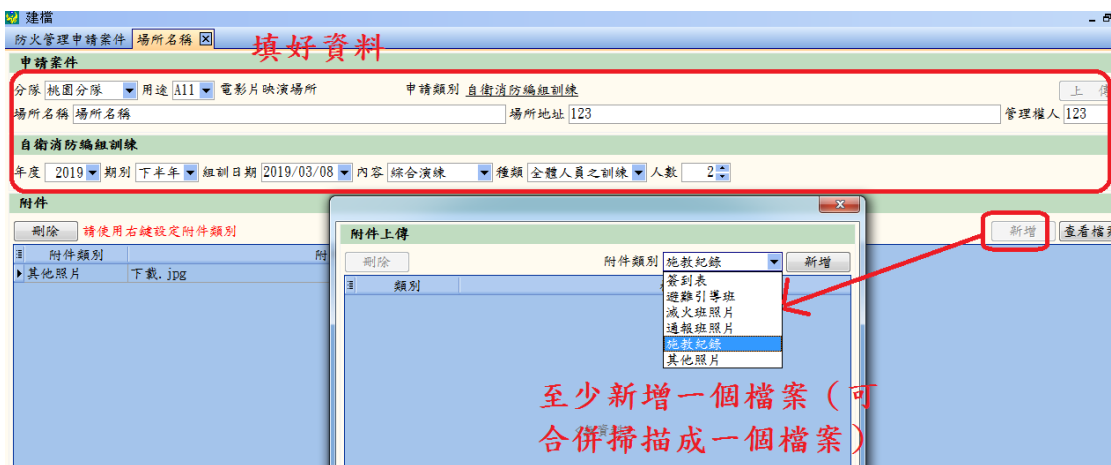 建檔
防火管理申請案件 場所名稱
填好資料
申請案件
分隊 桃園分隊 用途 A11 電影片映演場所 申請類別 自衛消防編組訓練 上 傳
場所名稱 場所名稱 場所地址 123 管理權人 123
自衛消防編組訓練
年度 2019 期別 下半年 組訓日期 2019/03/08 內容 綜合演練 種類 全體人員之訓練 人數 2
附件
刪除 請使用右鍵設定附件類別 新增 查看檔案
附件類別 附
其他照片 下載.jpg
附件上傳
刪除 附件類別 施教紀錄 新增
類別
簽到表
避難引導班
滅火班照片
通報班照片
施教紀錄
其他照片
至少新增一個檔案（可
合併掃描成一個檔案）